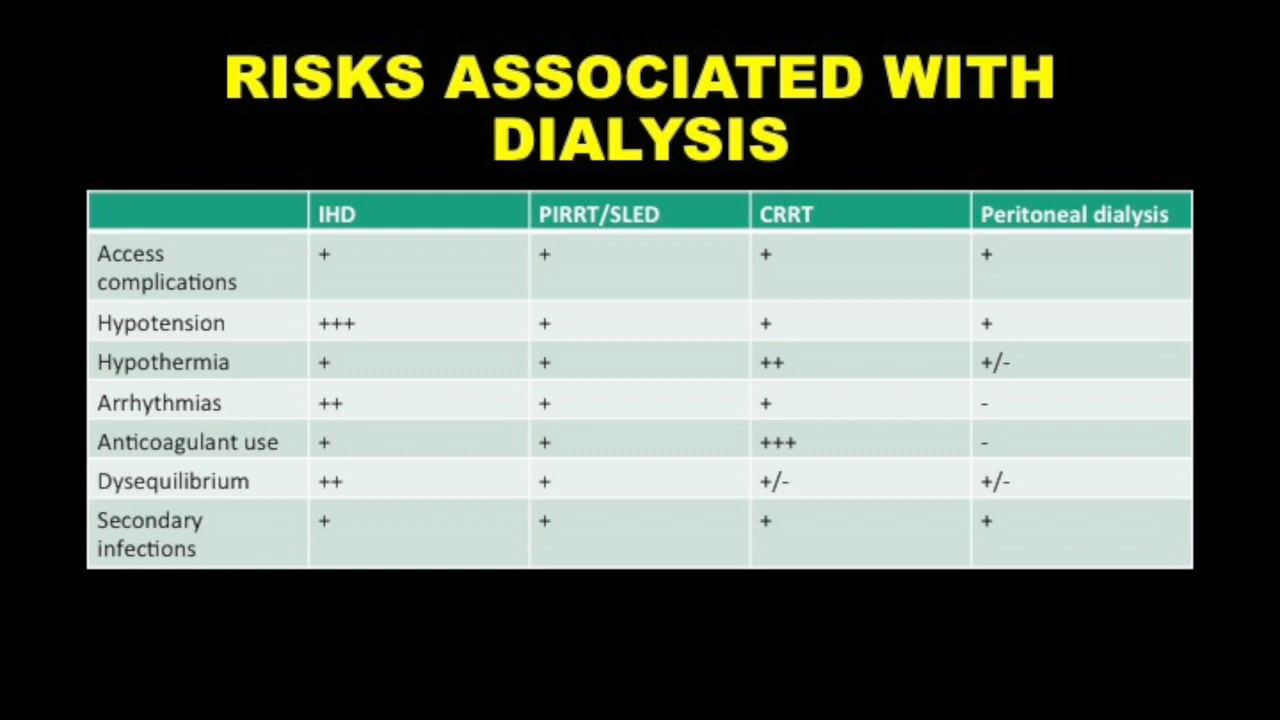 RISKS ASSOCIATED WITH
DIALYSIS
IHD PIRRT/SLED CRRT Peritoneal dialysis
Access
complications + + + +
Hypotension +++ + + +
Hypothermia + + ++ +/-
Arrhythmias ++ + + -
Anticoagulant use + + +++ -
Dysequilibrium ++ + +/- +/-
Secondary
infections + + + +